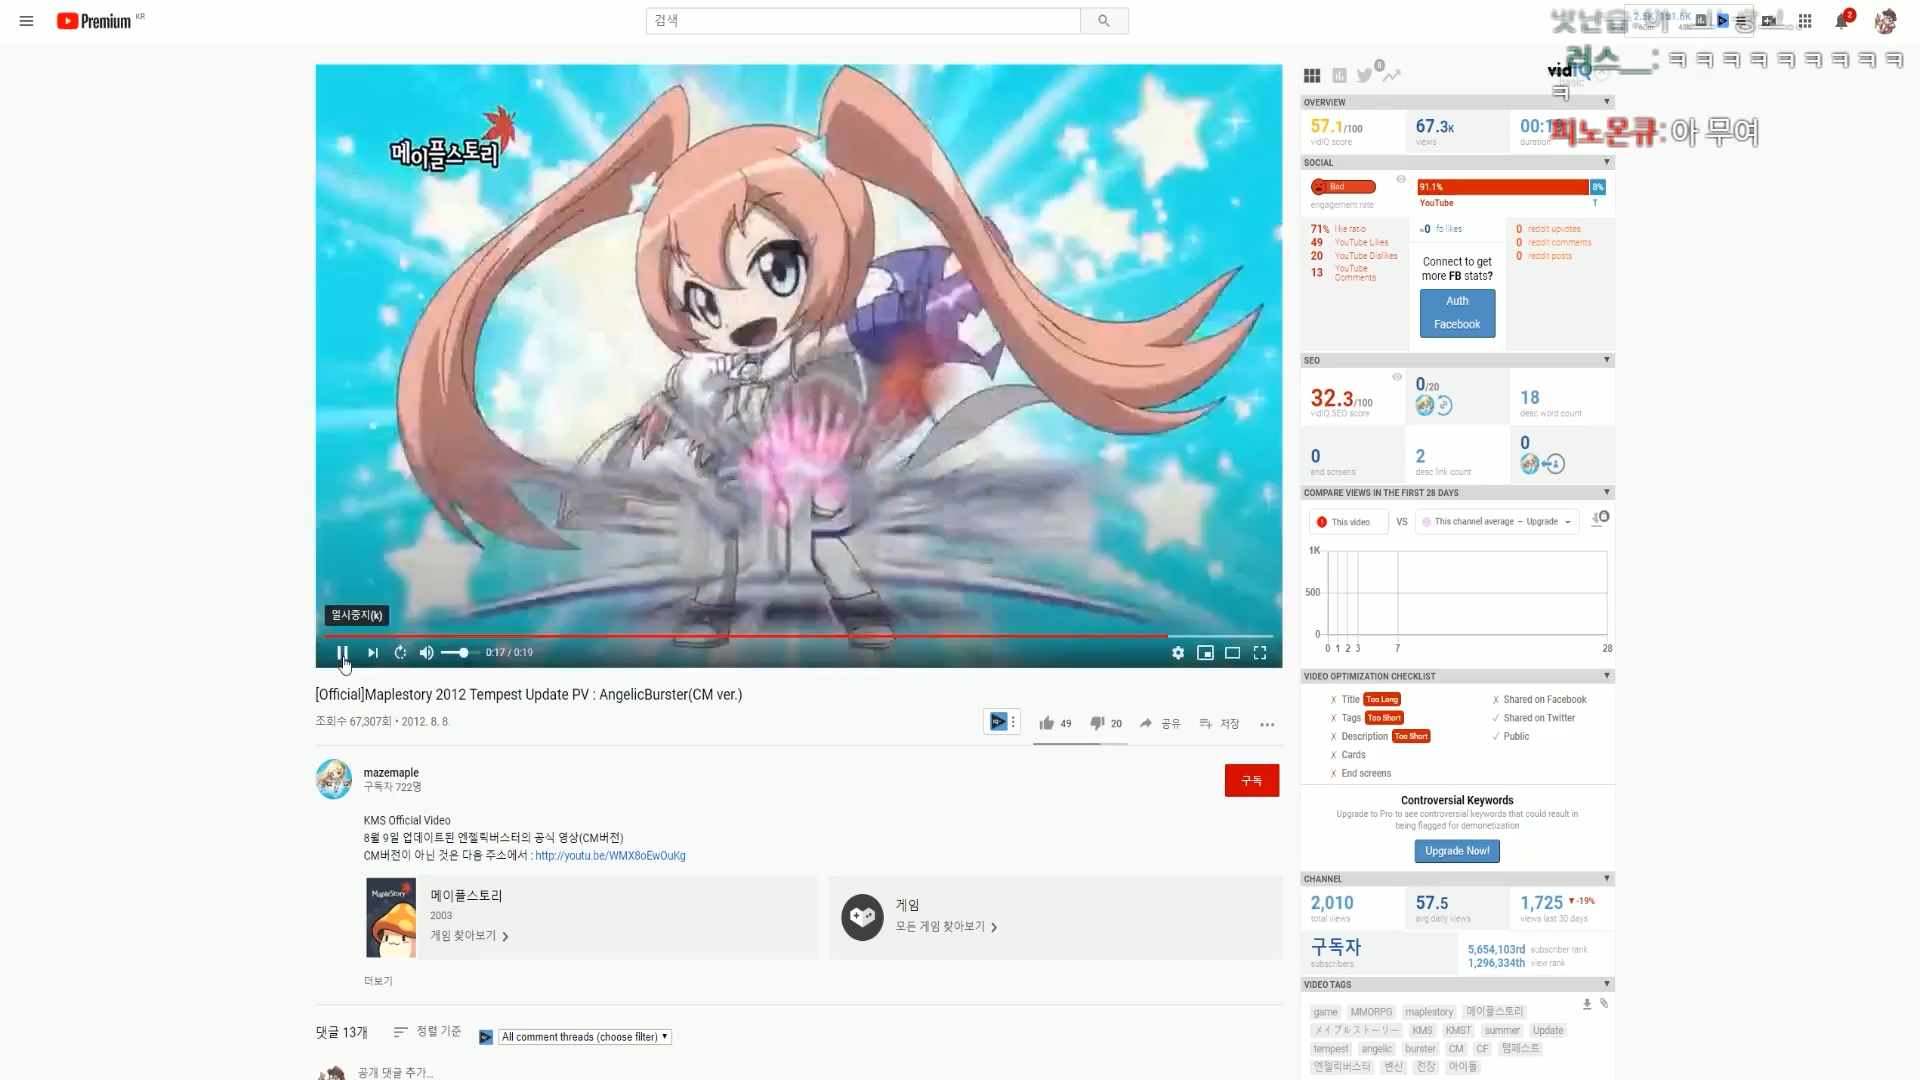 Premium KR
검색
2
러스__: ㅋㅋㅋㅋㅋㅋㅋㅋㅋ
ㅋ
피노몬큐: 아 무여
메이플스토리
일시중지(k)
0:17 / 0:19
[Official]Maplestory 2012 Tempest Update PV : AngelicBurster(CM ver.)
조회수 67,307회 • 2012. 8. 8.
49
20
공유
저장
mazemaple
구독자 722명
구독
KMS Official Video
8월 9일 업데이트된 엔젤릭버스터의 공식 영상(CM버전)
CM버전이 아닌 것은 다음 주소에서 : http://youtu.be/WMX8oEwOuKg
MapleStory
메이플스토리
2003
게임 찾아보기
게임
모든 게임 찾아보기
더보기
댓글 13개
정렬 기준
All comment threads (choose filter)
공개 댓글 추가...
8
vidIQ
basic
OVERVIEW
57.1/100
vidIQ score
67.3K
views
duration
SOCIAL
Bad
engagement rate
91.1%
8%
YouTube
T
71% like ratio
49 YouTube Likes
20 YouTube Dislikes
13 YouTube Comments
0 fb likes
Connect to get
more FB stats?
Auth
Facebook
0 reddit upvotes
0 reddit comments
0 reddit posts
SEO
32.3/100
vidIQ SEO score
0/20
18
desc word count
0
end screens
2
desc link count
0
COMPARE VIEWS IN THE FIRST 28 DAYS
This video
VS
This channel average – Upgrade
1K
500
0
0 1 2 3 7 28
VIDEO OPTIMIZATION CHECKLIST
✗ Title Too Long
✗ Tags Too Short
✗ Description Too Short
✗ Cards
✗ End screens
✗ Shared on Facebook
✓ Shared on Twitter
✓ Public
Controversial Keywords
Upgrade to Pro to see controversial keywords that could result in
being flagged for demonetization
Upgrade Now!
CHANNEL
2,010
total views
57.5
avg daily views
1,725 ▼-19%
views last 30 days
구독자
subscribers
5,654,103rd subscriber rank
1,296,334th view rank
VIDEO TAGS
game MMORPG maplestory 메이플스토리
メイプルストーリー KMS KMST summer Update
tempest angelic burster CM CF 템페스트
엔젤릭버스터 변신 전장 아이돌